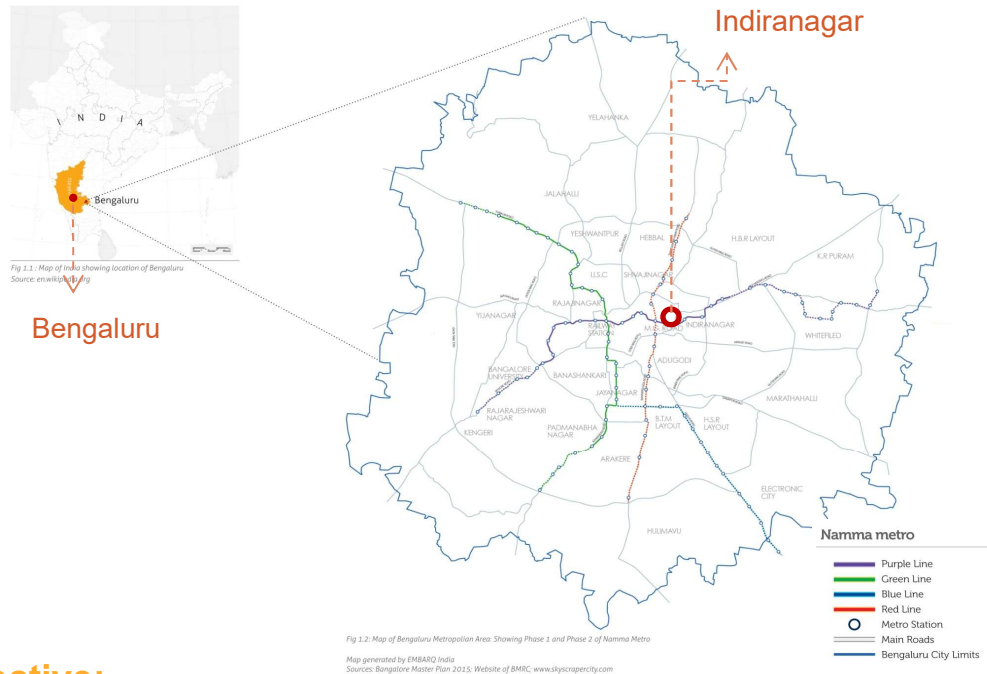 Indiranagar
I N D I A
Bengaluru
Fig 1.1 : Map of India showing location of Bengaluru
Source: en.wikipedia.org
Bengaluru
YELAHANKA
JALAHALLI
YESHWANTPUR
HEBBAL
H.B.R LAYOUT
K.R PURAM
I.I.S.C
SHIVAJINAGAR
RAJAJINAGAR
YUANAGAR
RAILWAY
STATION
M.G. ROAD
INDIRANAGAR
WHITEFILED
ADUGODI
BANGALORE
UNIVERSITY
BANASHANKARI
JAYANAGAR
MARATHAHALLI
RAJARAJESHWARI
NAGAR
PADMANABHA
NAGAR
B.T.M
LAYOUT
H.S.R
LAYOUT
KENGERI
ARAKERE
ELECTRONIC
CITY
HULIMAVU
Namma metro
Purple Line
Green Line
Blue Line
Red Line
Metro Station
Main Roads
Bengaluru City Limits
Fig 1.2: Map of Bengaluru Metropolian Area: Showing Phase 1 and Phase 2 of Namma Metro
Map generated by EMBARQ India
Sources: Bangalore Master Plan 2015; Website of BMRC; www.skyscrapercity.com